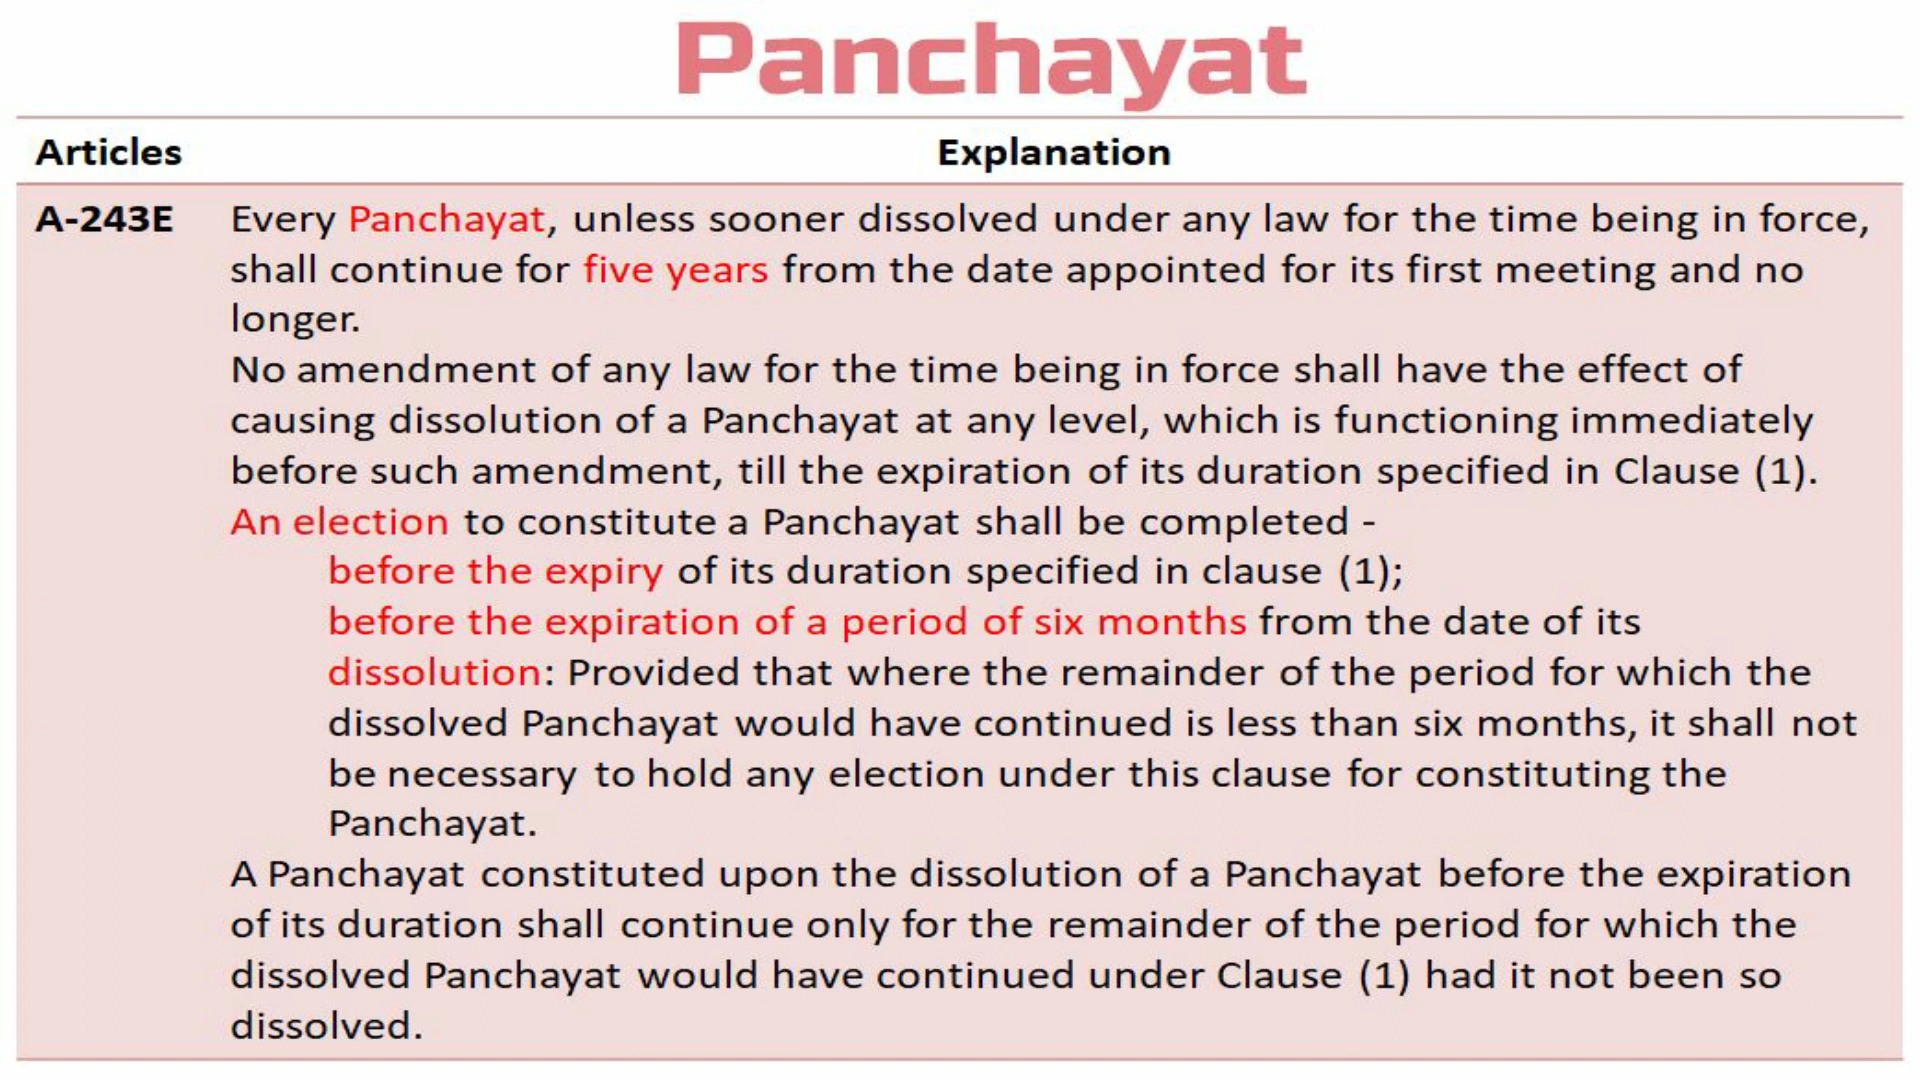 Panchayat
Articles Explanation
A-243E Every Panchayat, unless sooner dissolved under any law for the time being in force,
shall continue for five years from the date appointed for its first meeting and no
longer.
No amendment of any law for the time being in force shall have the effect of
causing dissolution of a Panchayat at any level, which is functioning immediately
before such amendment, till the expiration of its duration specified in Clause (1).
An election to constitute a Panchayat shall be completed -
before the expiry of its duration specified in clause (1);
before the expiration of a period of six months from the date of its
dissolution: Provided that where the remainder of the period for which the
dissolved Panchayat would have continued is less than six months, it shall not
be necessary to hold any election under this clause for constituting the
Panchayat.
A Panchayat constituted upon the dissolution of a Panchayat before the expiration
of its duration shall continue only for the remainder of the period for which the
dissolved Panchayat would have continued under Clause (1) had it not been so
dissolved.